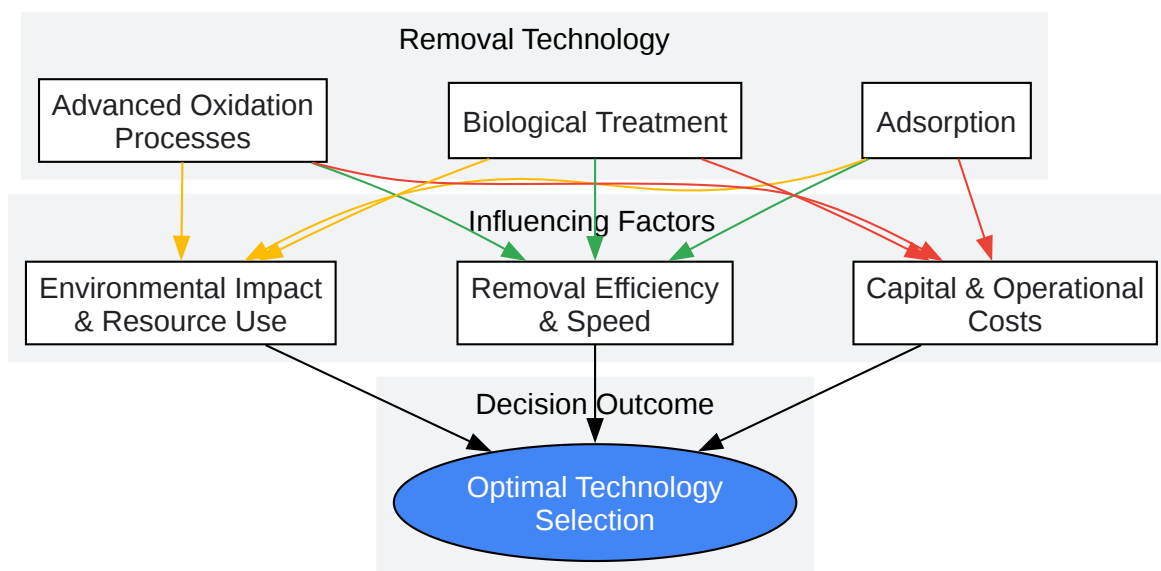 Removal Technology
Advanced Oxidation
Processes
Biological Treatment
Adsorption
Influencing Factors
Environmental Impact
& Resource Use
Removal Efficiency
& Speed
Capital & Operational
Costs
Decision Outcome
Optimal Technology
Selection